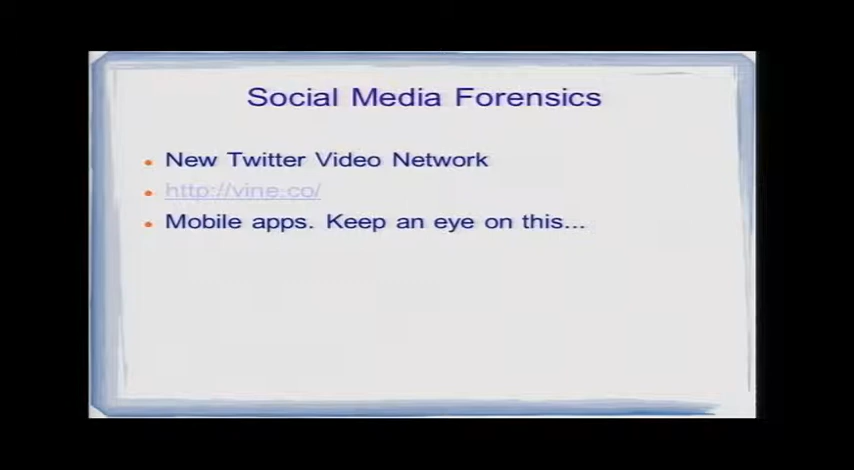 Social Media Forensics
New Twitter Video Network
http://vine.co/
Mobile apps. Keep an eye on this...